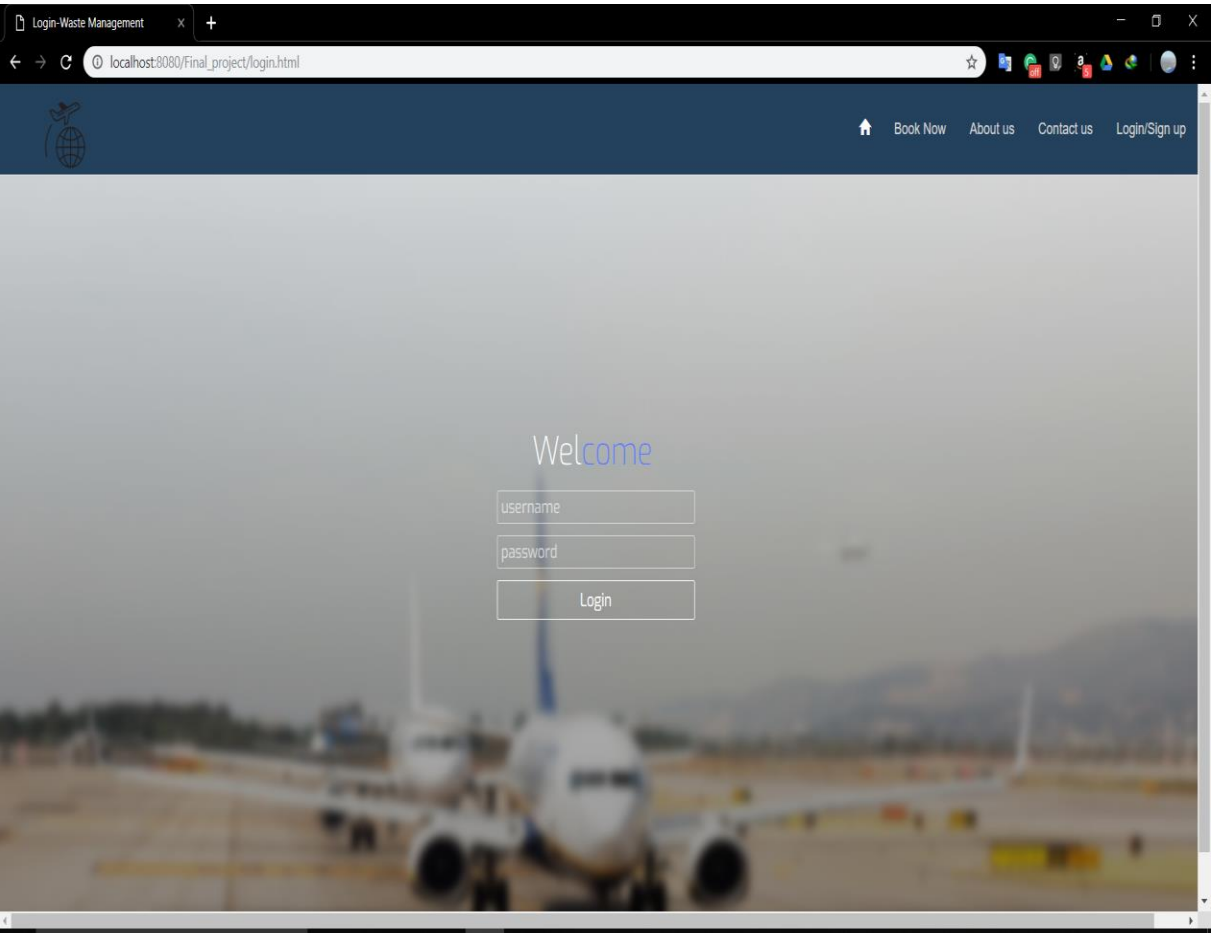 Login-Waste Management
localhost:8080/Final_project/login.html
off
a
S
Book Now About us Contact us Login/Sign up
Welcome
username
password
Login